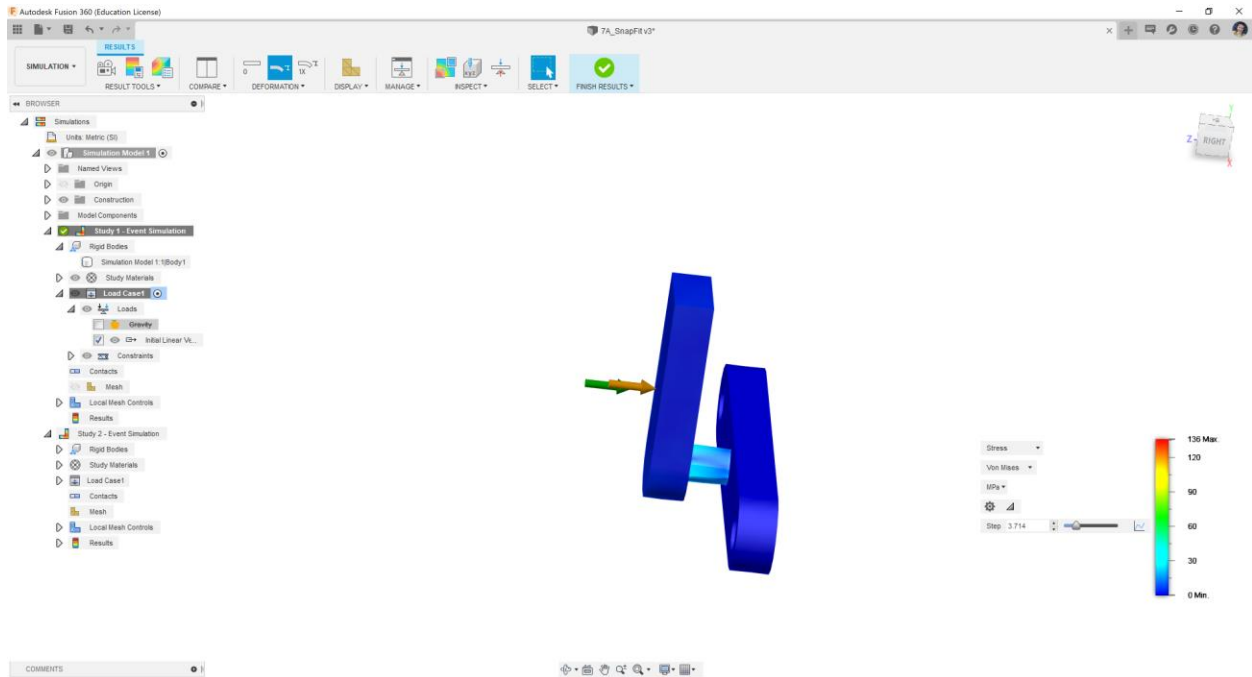 Autodesk Fusion 360 (Education License)
7A_SnapFit v3*
RESULTS
SIMULATION
0
1X
RESULT TOOLS
COMPARE
DEFORMATION
DISPLAY
MANAGE
INSPECT
SELECT
FINISH RESULTS
BROWSER
Simulations
Units: Metric (SI)
Simulation Model 1
Named Views
Origin
Construction
Model Components
Study 1 - Event Simulation
Rigid Bodies
Simulation Model 1:1|Body1
Study Materials
Load Case1
Loads
Gravity
Initial Linear Ve...
Constraints
Contacts
Mesh
Local Mesh Controls
Results
Study 2 - Event Simulation
Rigid Bodies
Study Materials
Load Case1
Contacts
Mesh
Local Mesh Controls
Results
Y
Z
RIGHT
X
Stress
Von Mises
MPa
Step 3.714
136 Max.
120
90
60
30
0 Min.
COMMENTS